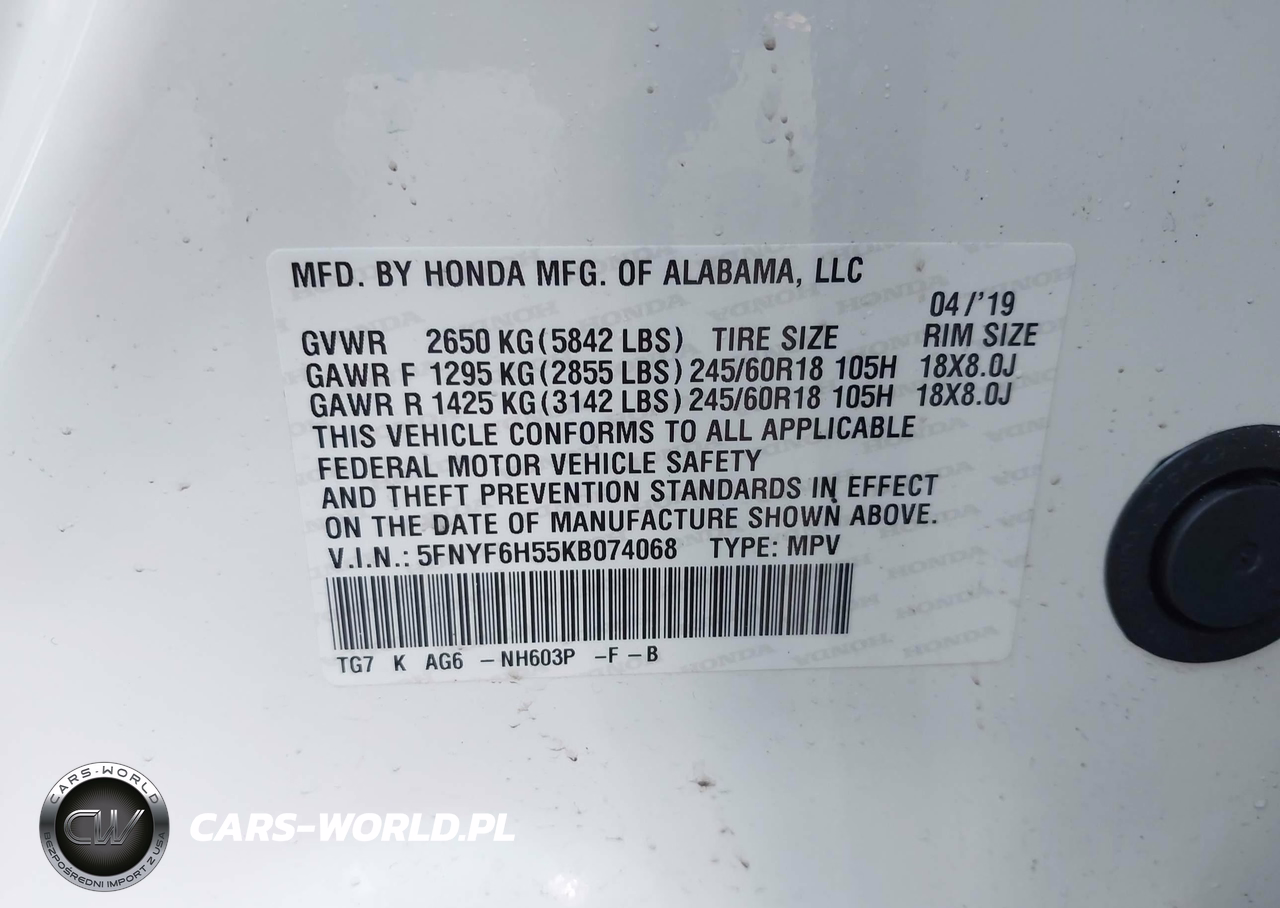 MFD. BY HONDA MFG. OF ALABAMA, LLC
04/'19
GVWR 2650 KG(5842 LBS) TIRE SIZE RIM SIZE
GAWR F 1295 KG(2855 LBS) 245/60R18 105H 18X8.0J
GAWR R 1425 KG(3142 LBS) 245/60R18 105H 18X8.0J
THIS VEHICLE CONFORMS TO ALL APPLICABLE
FEDERAL MOTOR VEHICLE SAFETY
AND THEFT PREVENTION STANDARDS IN EFFECT
ON THE DATE OF MANUFACTURE SHOWN ABOVE.
V.I.N.: 5FNYF6H55KB074068 TYPE: MPV
TG7 K AG6 -NH603P -F -B
CARS-WORLD
CW
BEZPOŚREDNI IMPORT Z USA
CARS-WORLD.PL